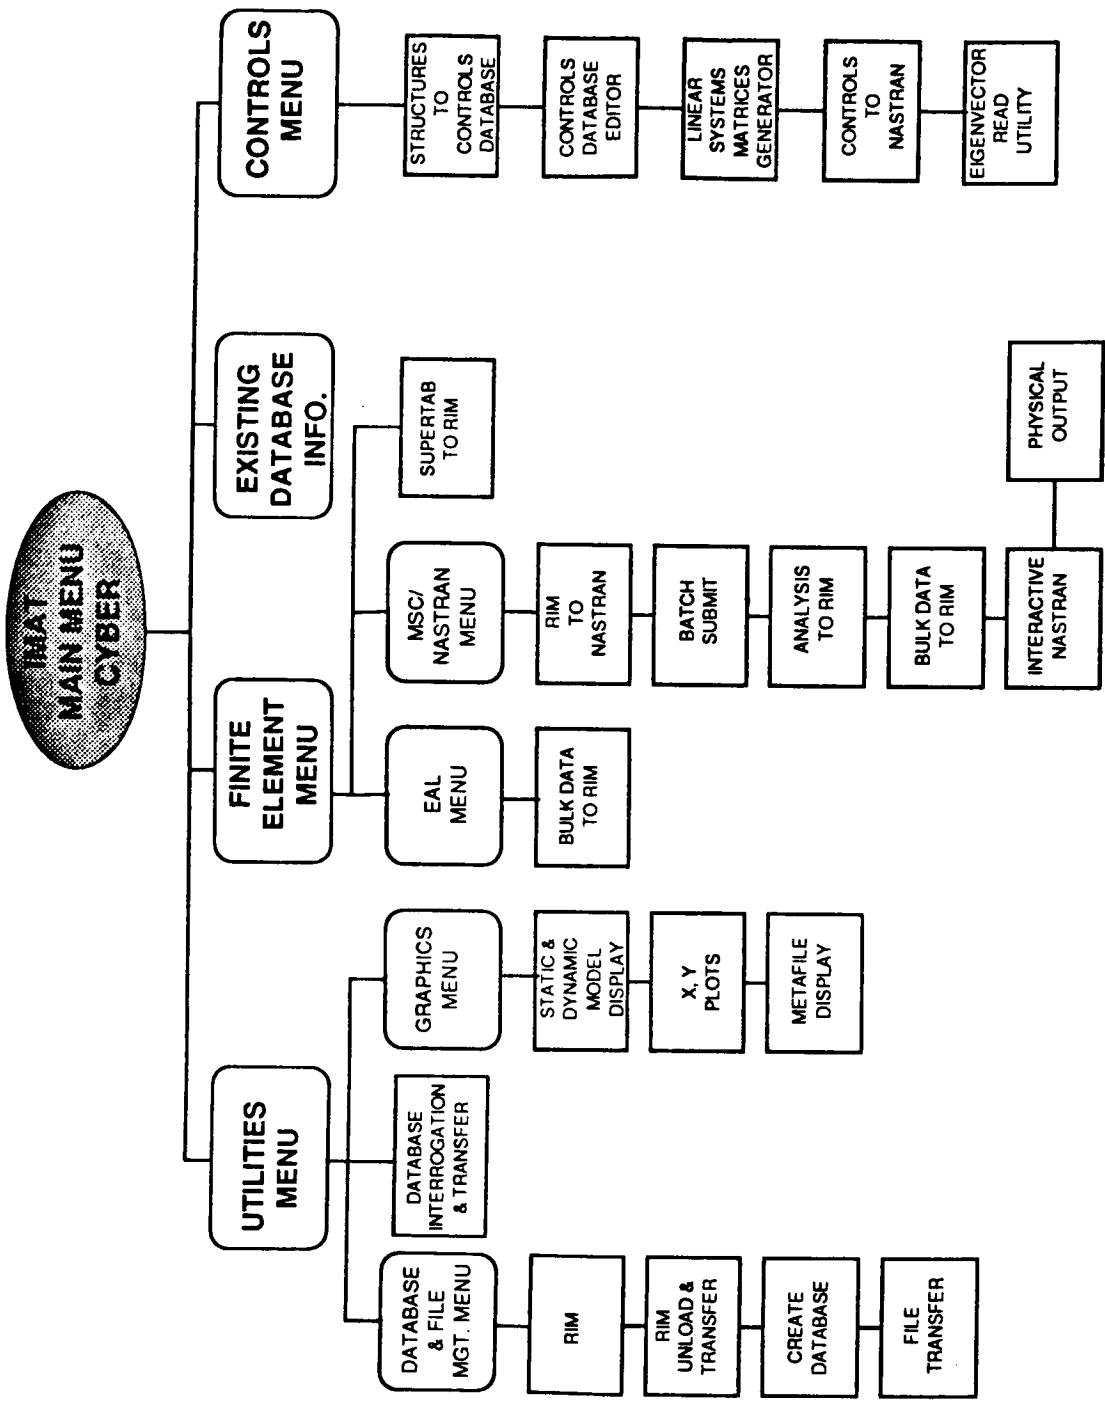 IMAT
MAIN MENU
CYBER
UTILITIES
MENU
FINITE
ELEMENT
MENU
EXISTING
DATABASE
INFO.
CONTROLS
MENU
DATABASE
& FILE
MGT. MENU
RIM
RIM
UNLOAD &
TRANSFER
CREATE
DATABASE
FILE
TRANSFER
DATABASE
INTERROGATION
& TRANSFER
GRAPHICS
MENU
STATIC &
DYNAMIC
MODEL
DISPLAY
X, Y
PLOTS
METAFILE
DISPLAY
EAL
MENU
BULK DATA
TO RIM
MSC/
NASTRAN
MENU
RIM
TO
NASTRAN
BATCH
SUBMIT
ANALYSIS
TO RIM
BULK DATA
TO RIM
INTERACTIVE
NASTRAN
PHYSICAL
OUTPUT
SUPERTAB
TO RIM
STRUCTURES
TO
CONTROLS
DATABASE
CONTROLS
DATABASE
EDITOR
LINEAR
SYSTEMS
MATRICES
GENERATOR
CONTROLS
TO
NASTRAN
EIGENVECTOR
READ
UTILITY